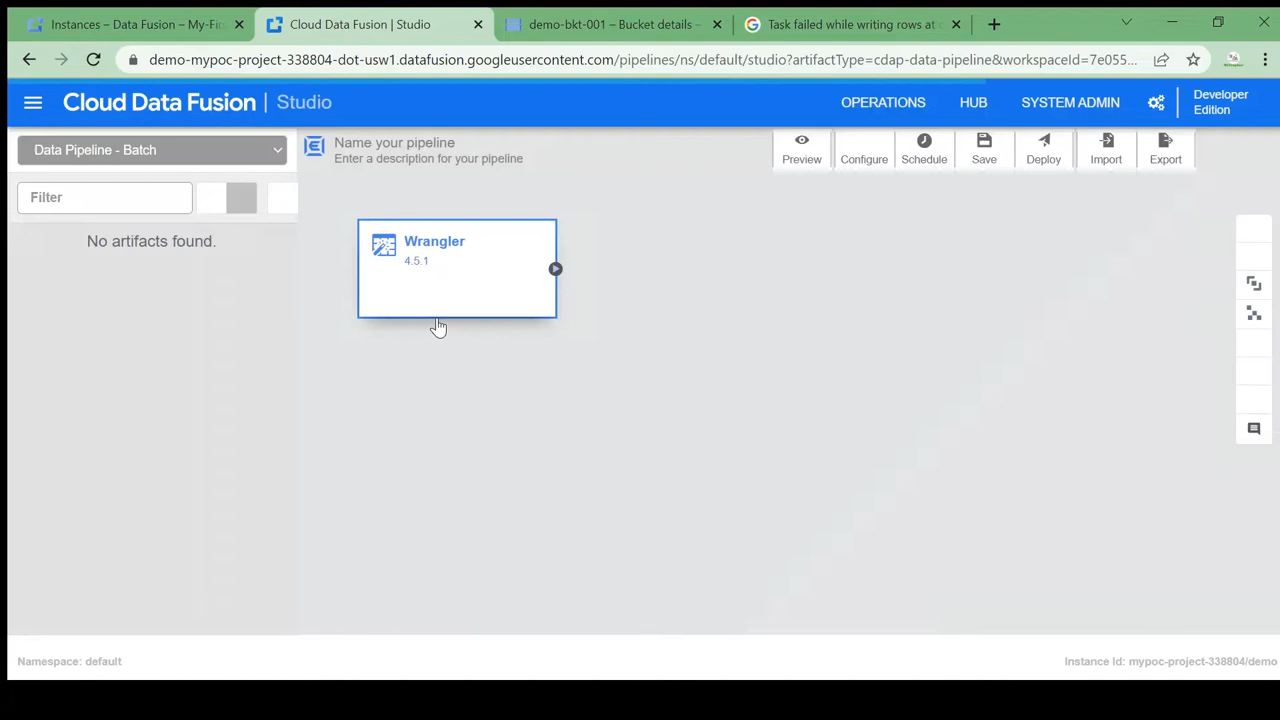 Instances – Data Fusion – My-Fi
Cloud Data Fusion | Studio
demo-bkt-001 – Bucket details –
Task failed while writing rows at
demo-mypoc-project-338804-dot-usw1.datafusion.googleusercontent.com/pipelines/ns/default/studio?artifactType=cdap-data-pipeline&workspaceId=7e055...
Cloud Data Fusion | Studio
OPERATIONS
HUB
SYSTEM ADMIN
Developer
Edition
Data Pipeline - Batch
Name your pipeline
Enter a description for your pipeline
Preview
Configure
Schedule
Save
Deploy
Import
Export
Filter
No artifacts found.
Wrangler
4.5.1
Namespace: default
Instance Id: mypoc-project-338804/demo